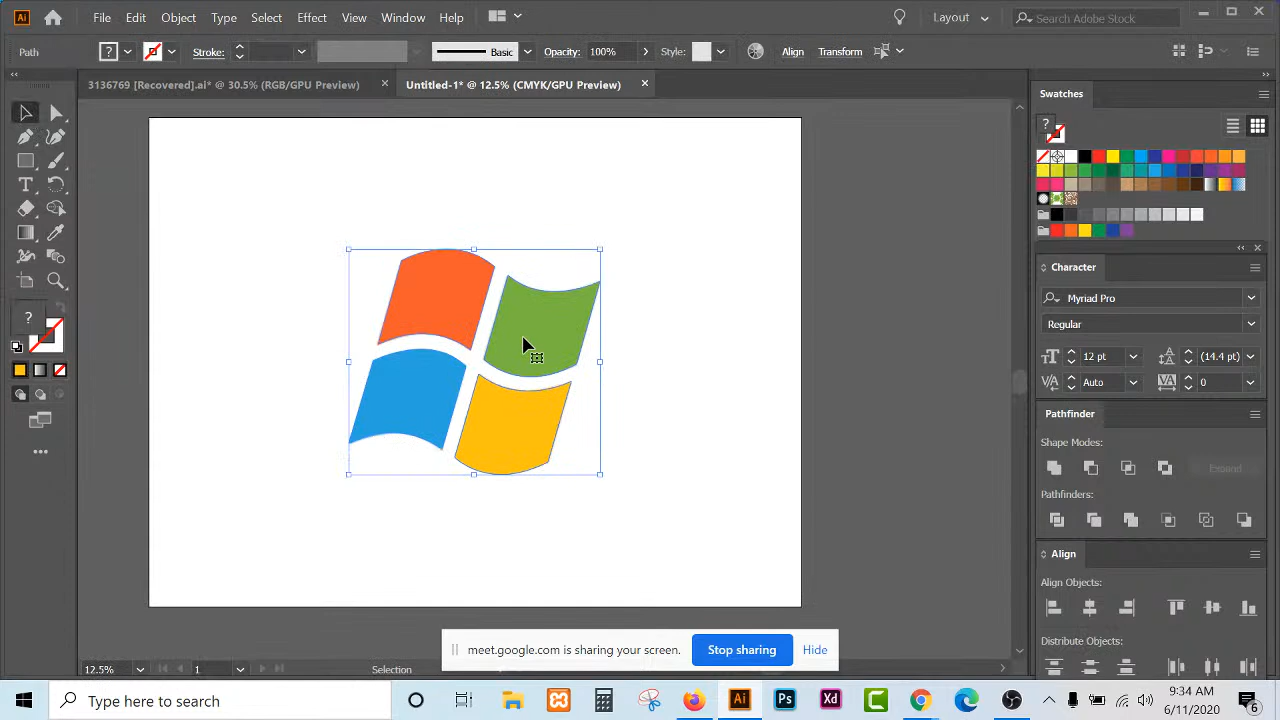 Ai File Edit Object Type Select Effect View Window Help Layout Search Adobe Stock
Path ? Stroke: Basic Opacity: 100% Style: Align Transform
3136769 [Recovered].ai* @ 30.5% (RGB/GPU Preview) × Untitled-1* @ 12.5% (CMYK/GPU Preview) ×
Swatches
?
Character
Myriad Pro
Regular
12 pt (14.4 pt)
Auto 0
Pathfinder
Shape Modes:
Expand
Pathfinders:
Align
Align Objects:
Distribute Objects:
?
meet.google.com is sharing your screen. Stop sharing Hide
12.5% 1 Selection
Type here to search Ai Ps Xd 9:34 AM
6/11/2020 6